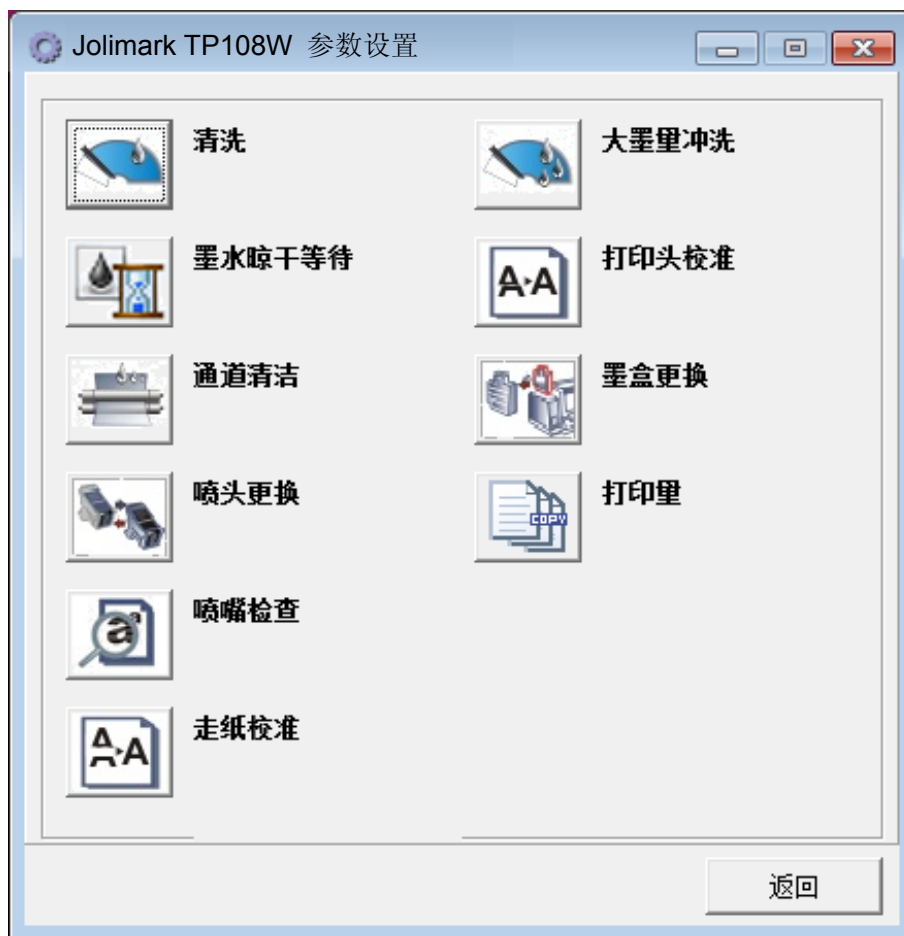 Jolimark TP108W 参数设置
清洗
大墨量冲洗
墨水晾干等待
打印头校准
通道清洁
墨盒更换
喷头更换
打印量
COPY
喷嘴检查
走纸校准
返回